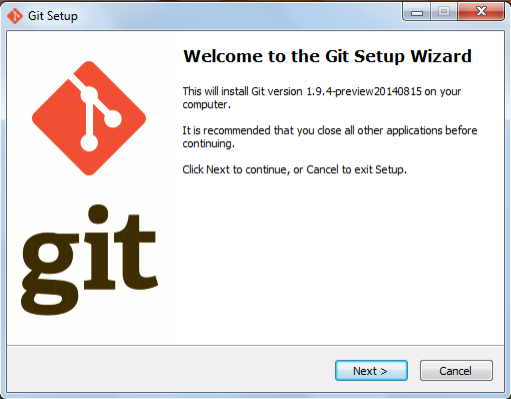 Git Setup
Welcome to the Git Setup Wizard
This will install Git version 1.9.4-preview20140815 on your
computer.
It is recommended that you close all other applications before
continuing.
Click Next to continue, or Cancel to exit Setup.
git
Next >
Cancel